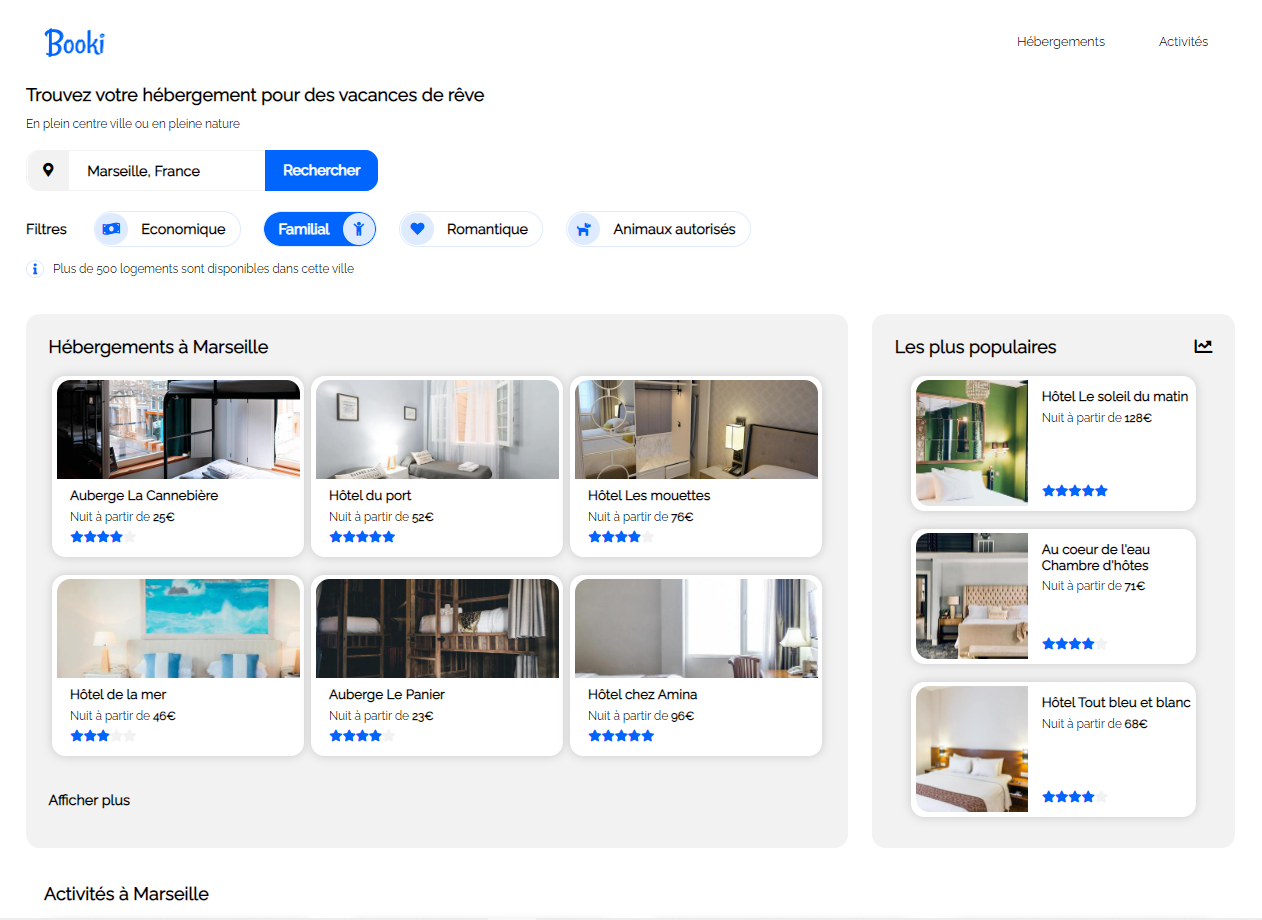 Booki
Hébergements
Activités
Trouvez votre hébergement pour des vacances de rêve
En plein centre ville ou en pleine nature
Marseille, France
Rechercher
Filtres
Economique
Familial
Romantique
Animaux autorisés
Plus de 500 logements sont disponibles dans cette ville
Hébergements à Marseille
Auberge La Cannebière
Nuit à partir de 25€
Hôtel du port
Nuit à partir de 52€
Hôtel Les mouettes
Nuit à partir de 76€
Hôtel de la mer
Nuit à partir de 46€
Auberge Le Panier
Nuit à partir de 23€
Hôtel chez Amina
Nuit à partir de 96€
Afficher plus
Les plus populaires
Hôtel Le soleil du matin
Nuit à partir de 128€
Au coeur de l'eau
Chambre d'hôtes
Nuit à partir de 71€
Hôtel Tout bleu et blanc
Nuit à partir de 68€
Activités à Marseille